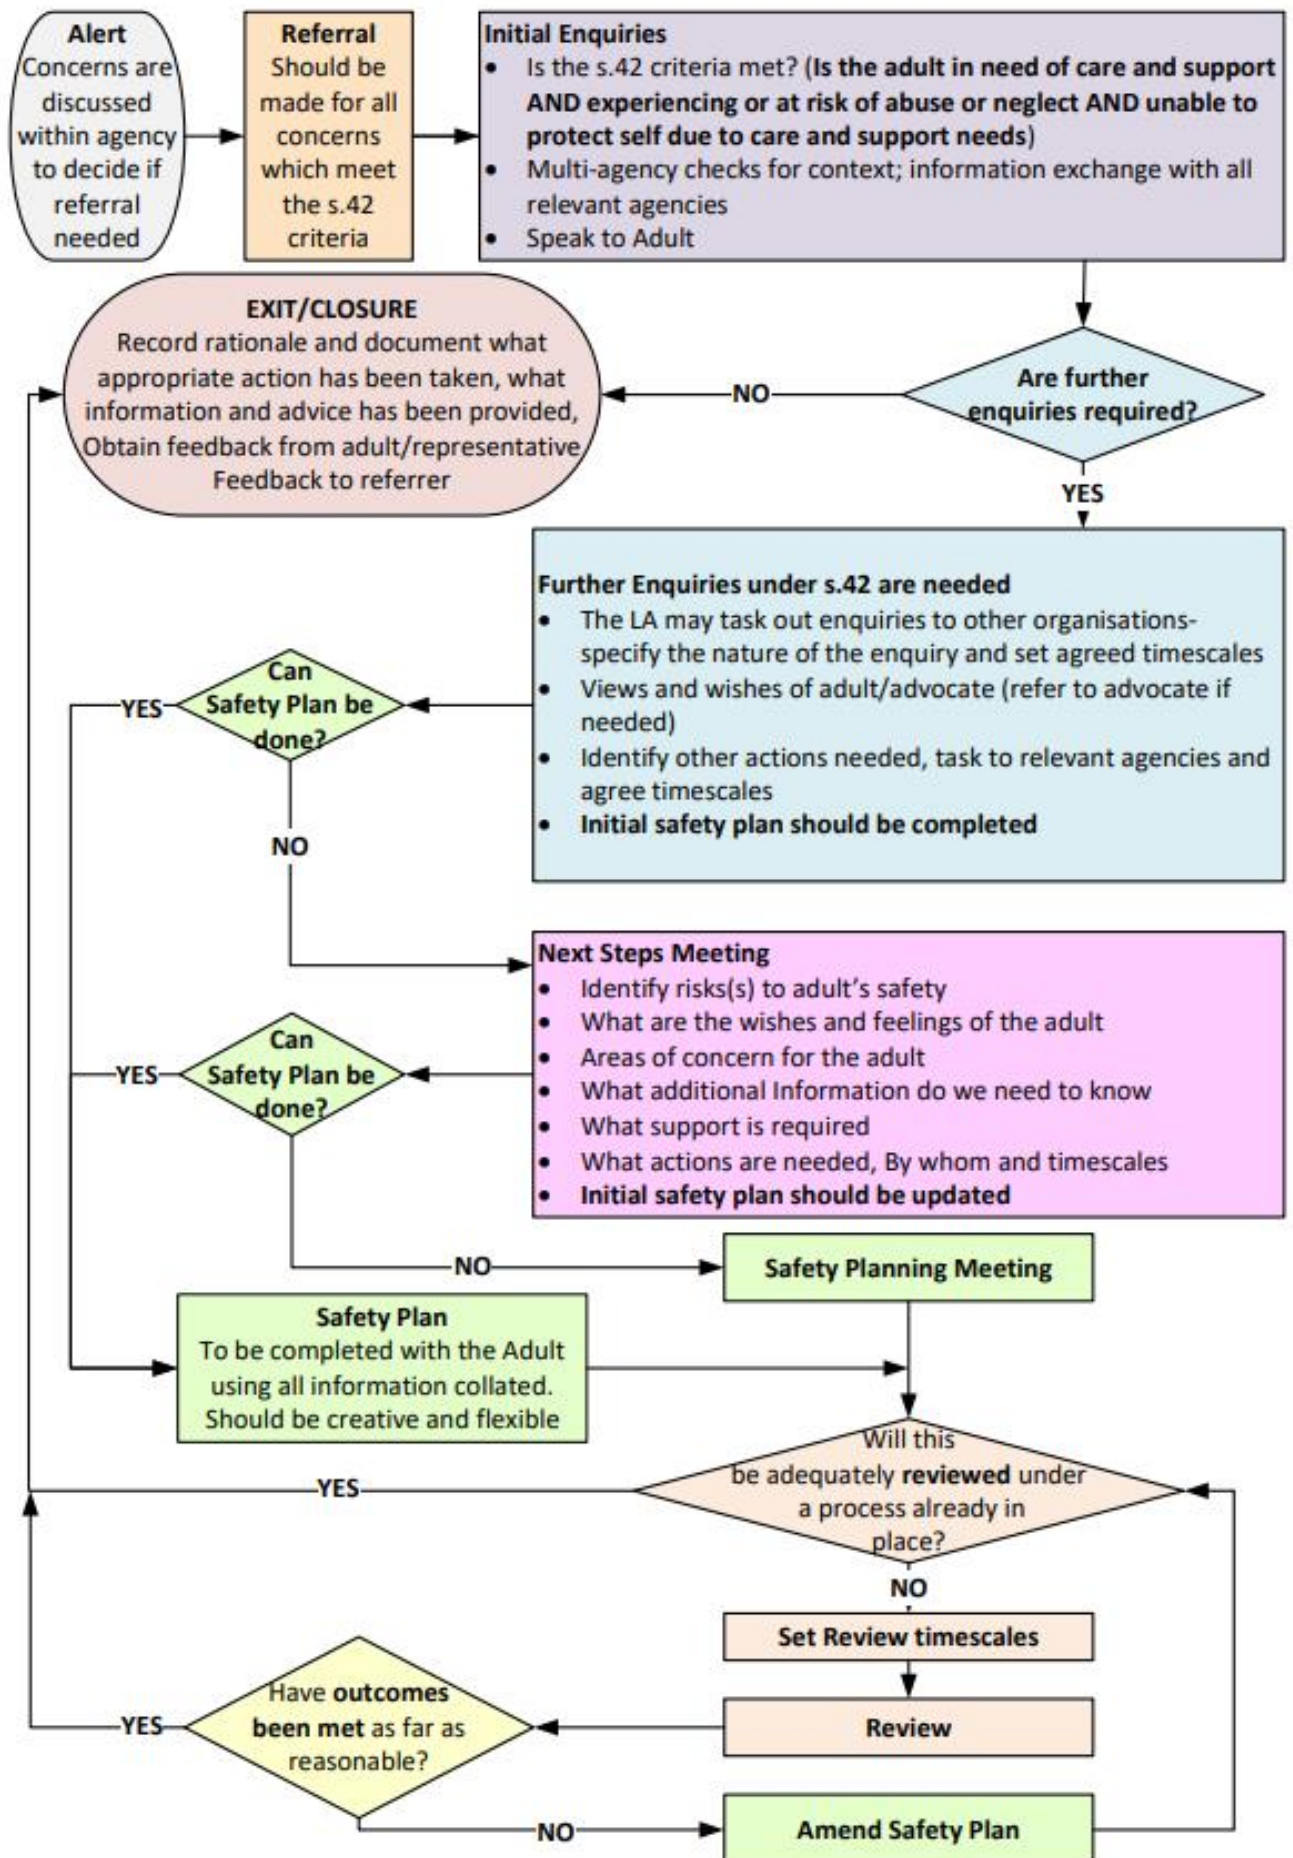 Alert
Concerns are
discussed
within agency
to decide if
referral
needed
Referral
Should be
made for all
concerns
which meet
the s.42
criteria
Initial Enquiries
• Is the s.42 criteria met? (Is the adult in need of care and support
AND experiencing or at risk of abuse or neglect AND unable to
protect self due to care and support needs)
• Multi-agency checks for context; information exchange with all
relevant agencies
• Speak to Adult
EXIT/CLOSURE
Record rationale and document what
appropriate action has been taken, what
information and advice has been provided,
Obtain feedback from adult/representative
Feedback to referrer
NO
Are further
enquiries required?
YES
Further Enquiries under s.42 are needed
• The LA may task out enquiries to other organisations-
specify the nature of the enquiry and set agreed timescales
• Views and wishes of adult/advocate (refer to advocate if
needed)
• Identify other actions needed, task to relevant agencies and
agree timescales
• Initial safety plan should be completed
Can
Safety Plan be
done?
YES
NO
Next Steps Meeting
• Identify risks(s) to adult's safety
• What are the wishes and feelings of the adult
• Areas of concern for the adult
• What additional Information do we need to know
• What support is required
• What actions are needed, By whom and timescales
• Initial safety plan should be updated
Can
Safety Plan be
done?
YES
NO
Safety Planning Meeting
Safety Plan
To be completed with the Adult
using all information collated.
Should be creative and flexible
Will this
be adequately reviewed under
a process already in
place?
YES
NO
Set Review timescales
Review
Have outcomes
been met as far as
reasonable?
YES
NO
Amend Safety Plan